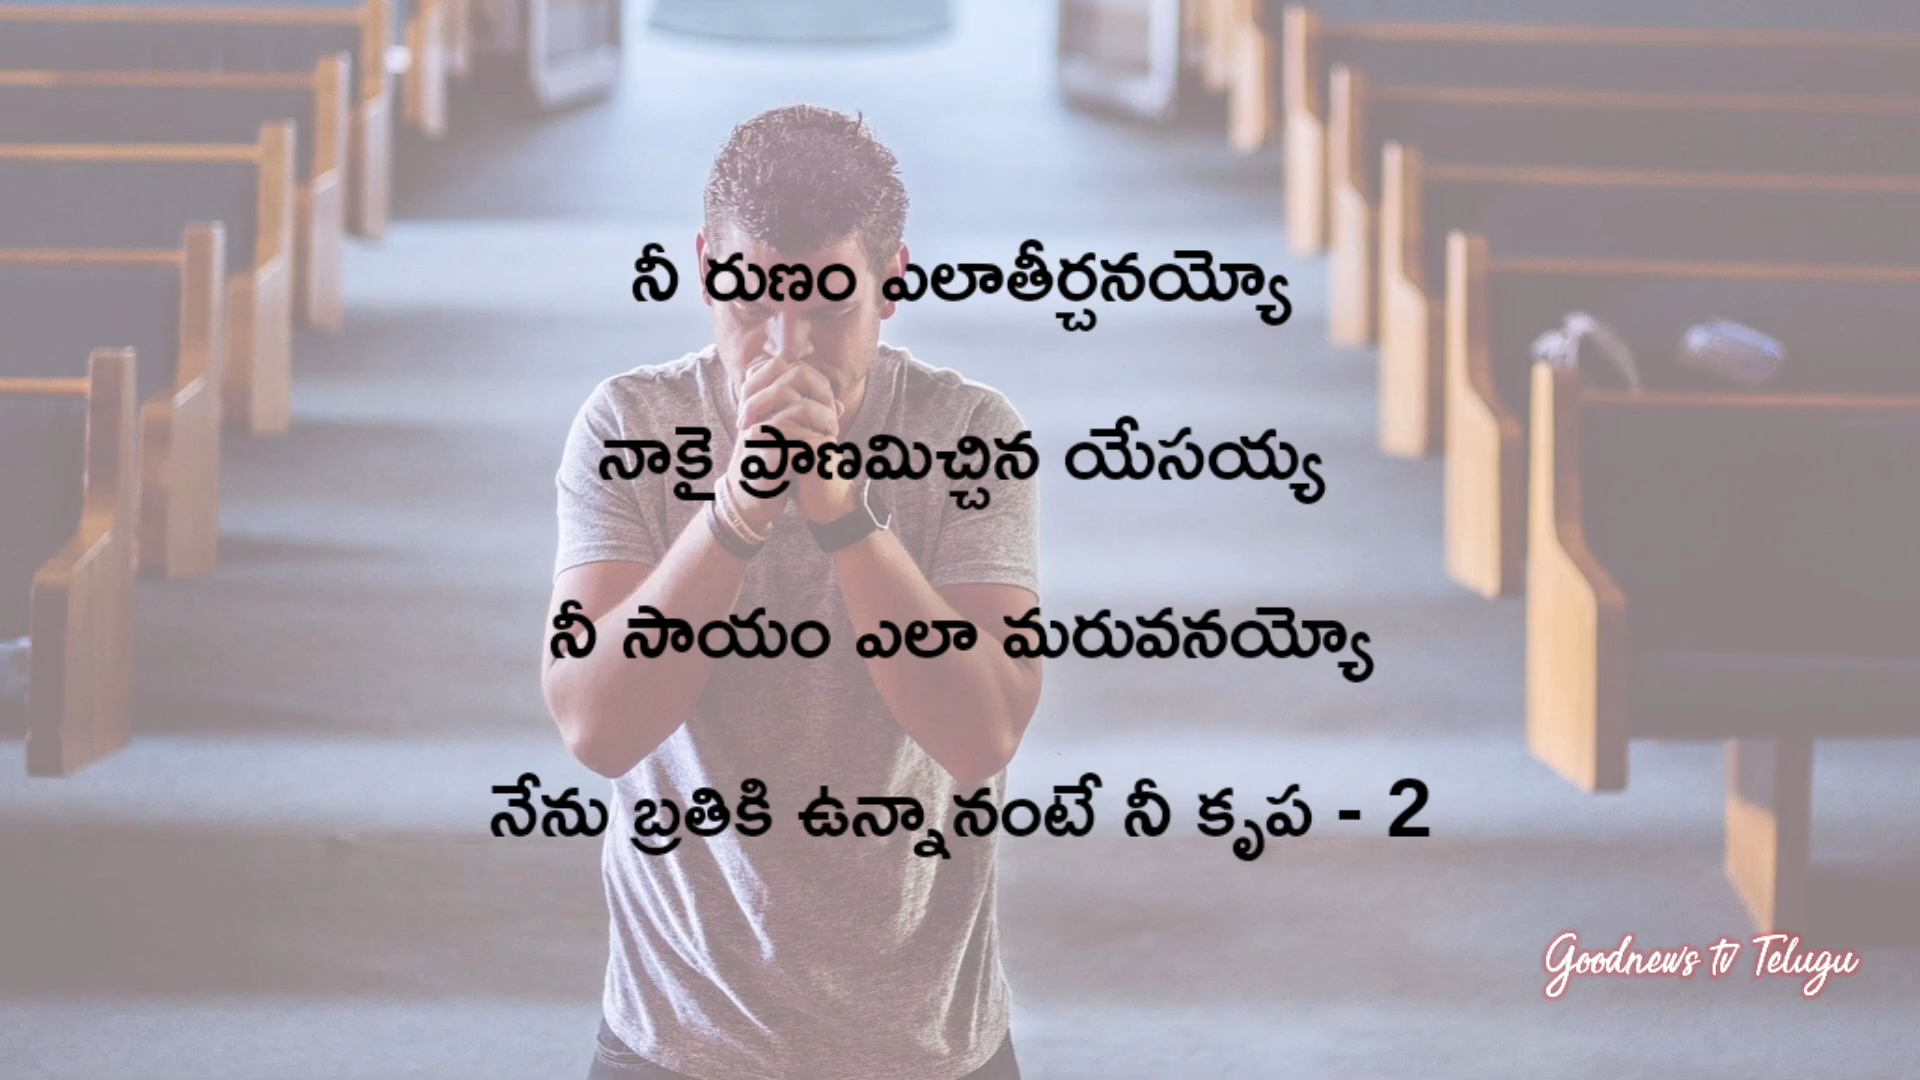 నీ రుణం ఎలాతీర్చనయ్యో
నాకై ప్రాణమిచ్చిన యేసయ్య
నీ సాయం ఎలా మరువనయ్యో
నేను బ్రతికి ఉన్నానంటే నీ కృప - 2
Goodnews tv Telugu